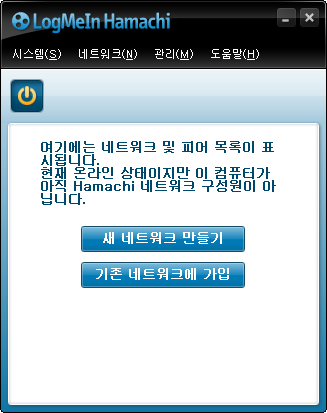 LogMeIn Hamachi
시스템(S) 네트워크(N) 관리(M) 도움말(H)
여기에는 네트워크 및 피어 목록이 표
시됩니다.
현재 온라인 상태이지만 이 컴퓨터가
아직 Hamachi 네트워크 구성원이 아
닙니다.
새 네트워크 만들기
기존 네트워크에 가입